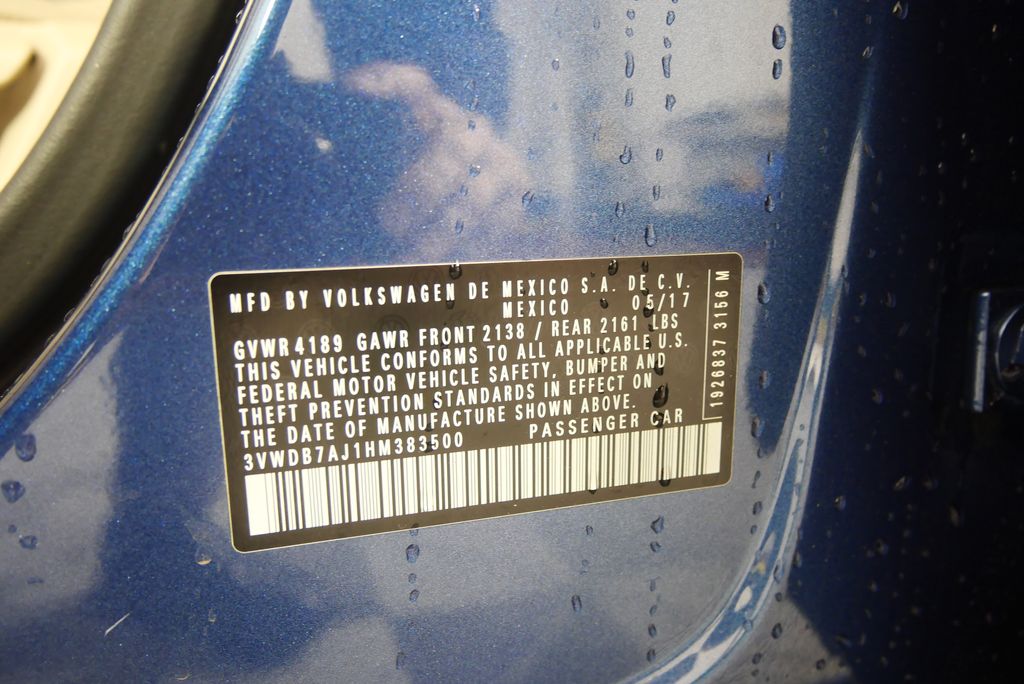 MFD BY VOLKSWAGEN DE MEXICO S.A. DE C.V.
MEXICO 05/17
GVWR 4189 GAWR FRONT 2138 / REAR 2161 LBS
THIS VEHICLE CONFORMS TO ALL APPLICABLE U.S.
FEDERAL MOTOR VEHICLE SAFETY, BUMPER AND
THEFT PREVENTION STANDARDS IN EFFECT ON
THE DATE OF MANUFACTURE SHOWN ABOVE.
3VWDB7AJ1HM383500 PASSENGER CAR
1926837 3156 M